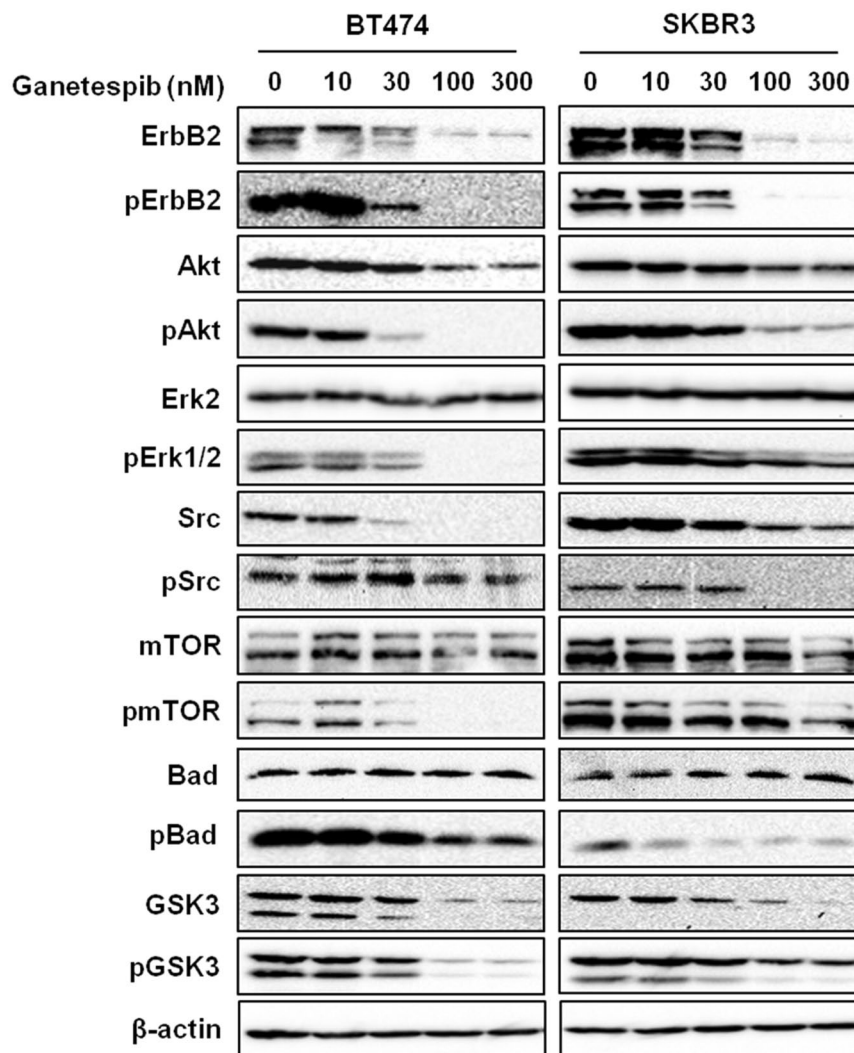 BT474 SKBR3
Ganetespib (nM) 0 10 30 100 300 0 10 30 100 300
ErbB2
pErbB2
Akt
pAkt
Erk2
pErk1/2
Src
pSrc
mTOR
pmTOR
Bad
pBad
GSK3
pGSK3
β-actin